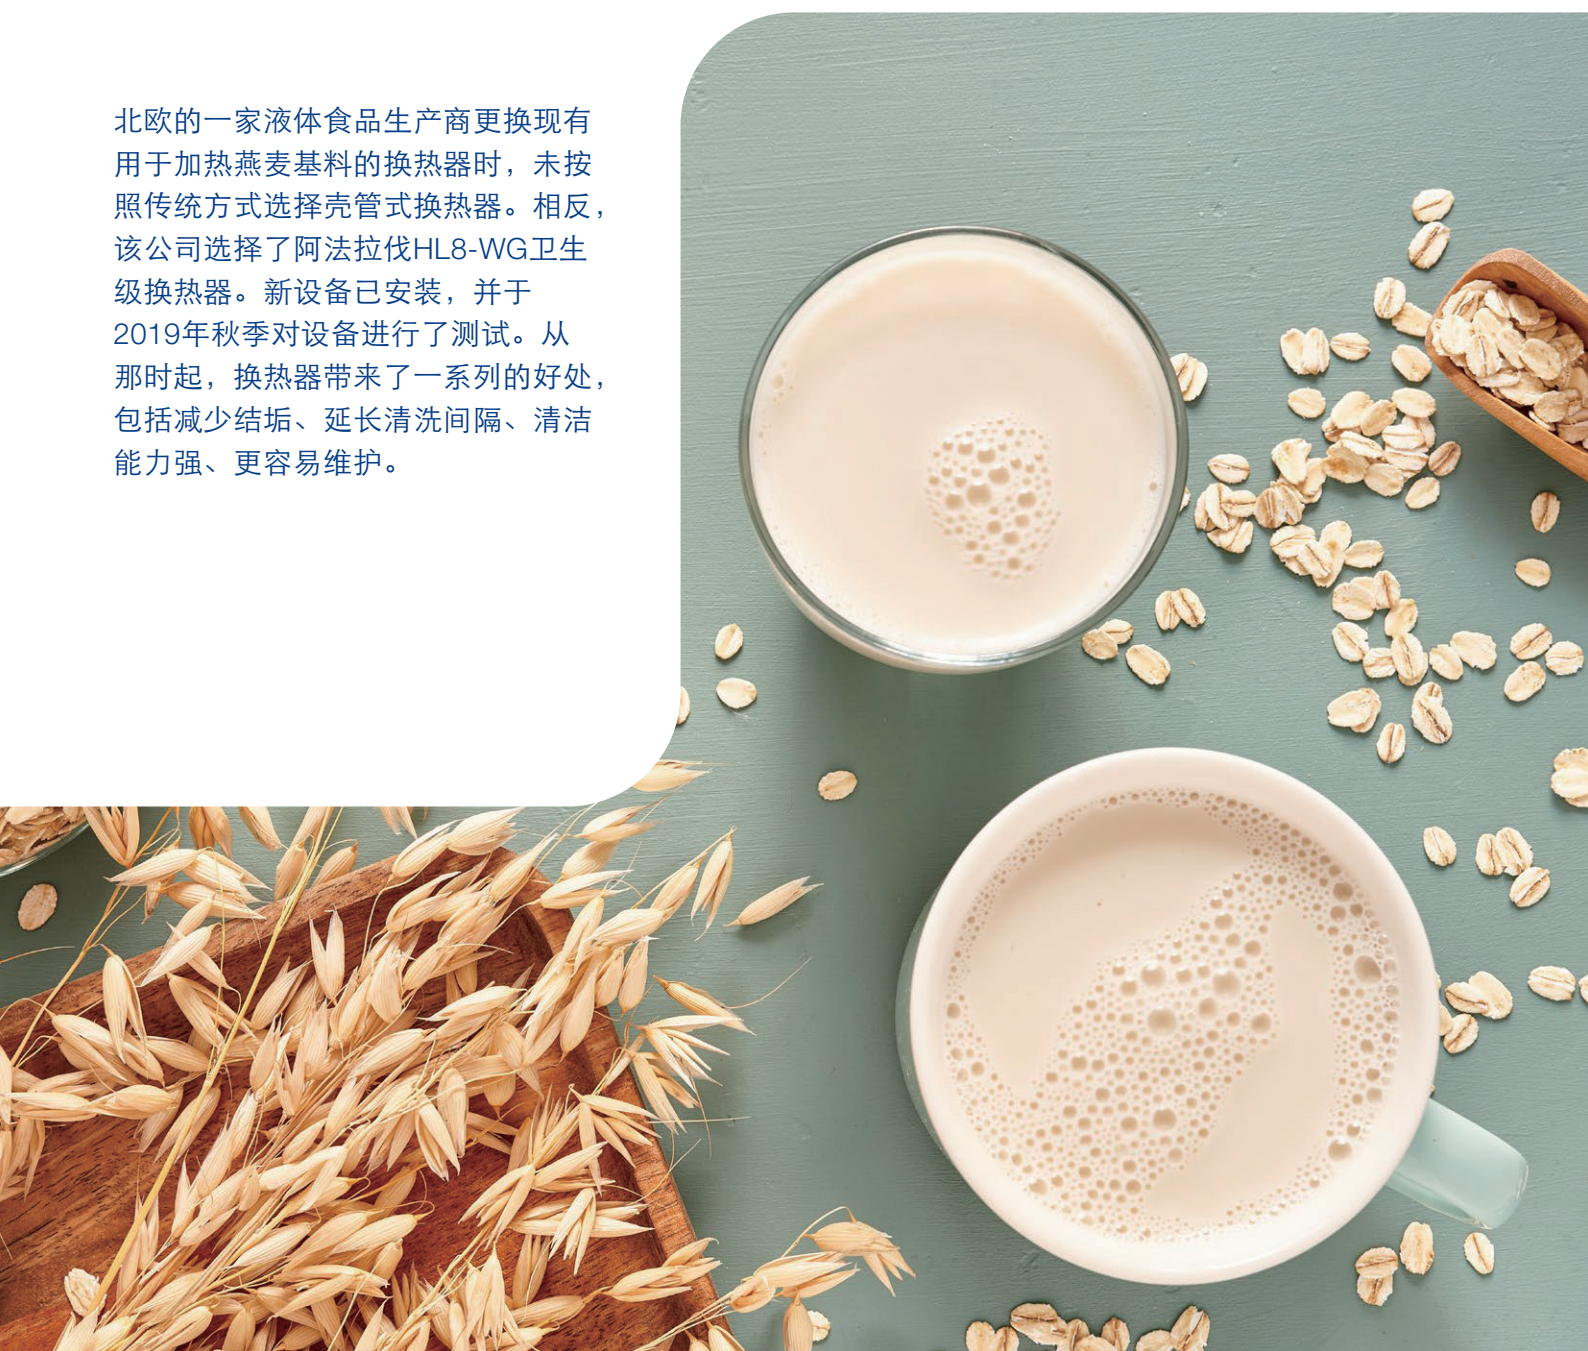 北欧的一家液体食品生产商更换现有
用于加热燕麦基料的换热器时，未按
照传统方式选择壳管式换热器。相反，
该公司选择了阿法拉伐HL8-WG卫生
级换热器。新设备已安装，并于
2019年秋季对设备进行了测试。从
那时起，换热器带来了一系列的好处，
包括减少结垢、延长清洗间隔、清洁
能力强、更容易维护。